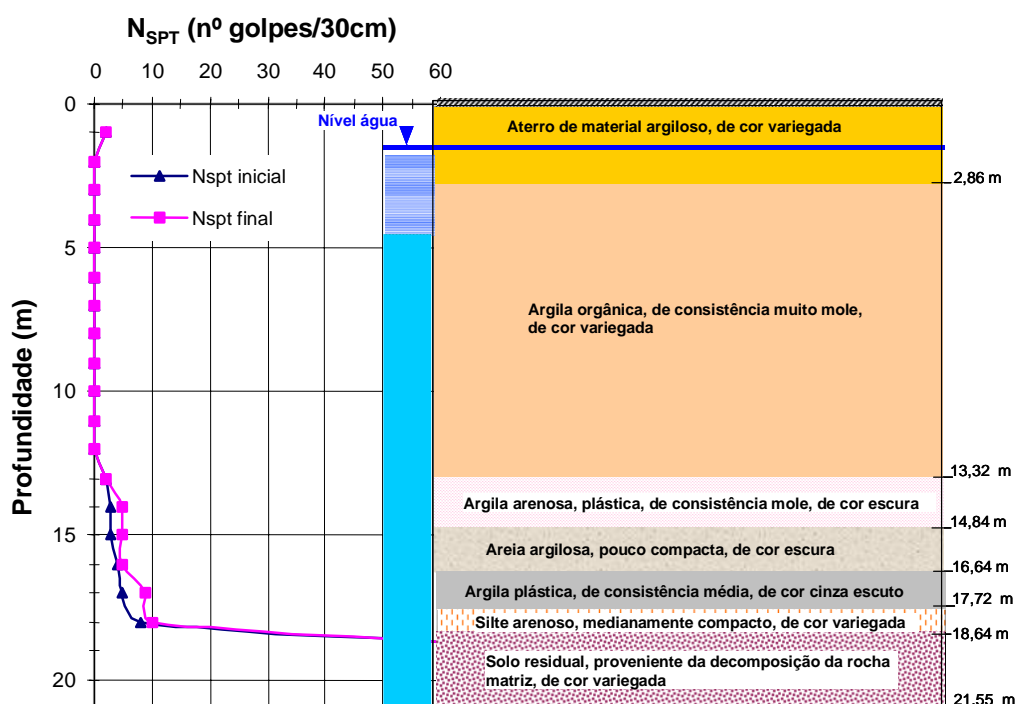 N_SPT (nº golpes/30cm)
0 10 20 30 40 50 60
0
5
10
15
20
Profundidade (m)
Nspt inicial
Nspt final
Nível água
Aterro de material argiloso, de cor variegada
2,86 m
Argila orgânica, de consistência muito mole,
de cor variegada
13,32 m
Argila arenosa, plástica, de consistência mole, de cor escura
14,84 m
Areia argilosa, pouco compacta, de cor escura
16,64 m
Argila plástica, de consistência média, de cor cinza escuto
17,72 m
Silte arenoso, medianamente compacto, de cor variegada
18,64 m
Solo residual, proveniente da decomposição da rocha
matriz, de cor variegada
21,55 m